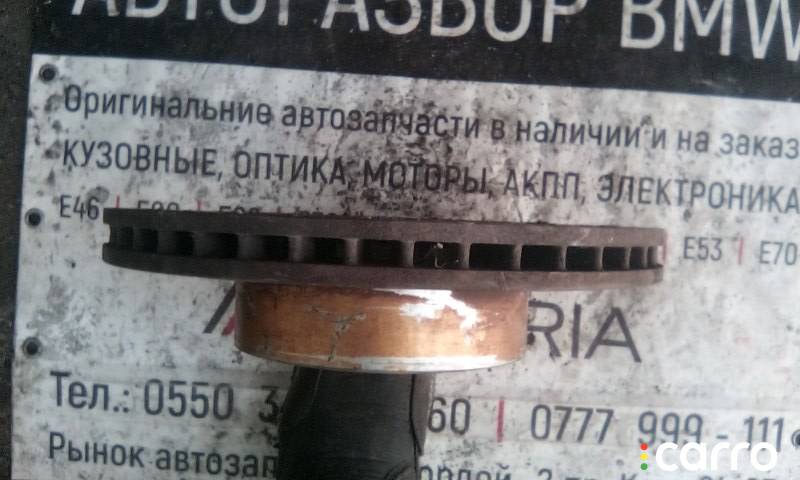 АВТОРАЗБОР BMW
Оригинальние автозапчасти в наличии и на заказ
КУЗОВНЫЕ, ОПТИКА, МОТОРЫ, АКПП, ЭЛЕКТРОНИКА
E46 | E53 | E70
RIA
Тел.: 0550 3 60 | 0777 999 - 111
Рынок
carro